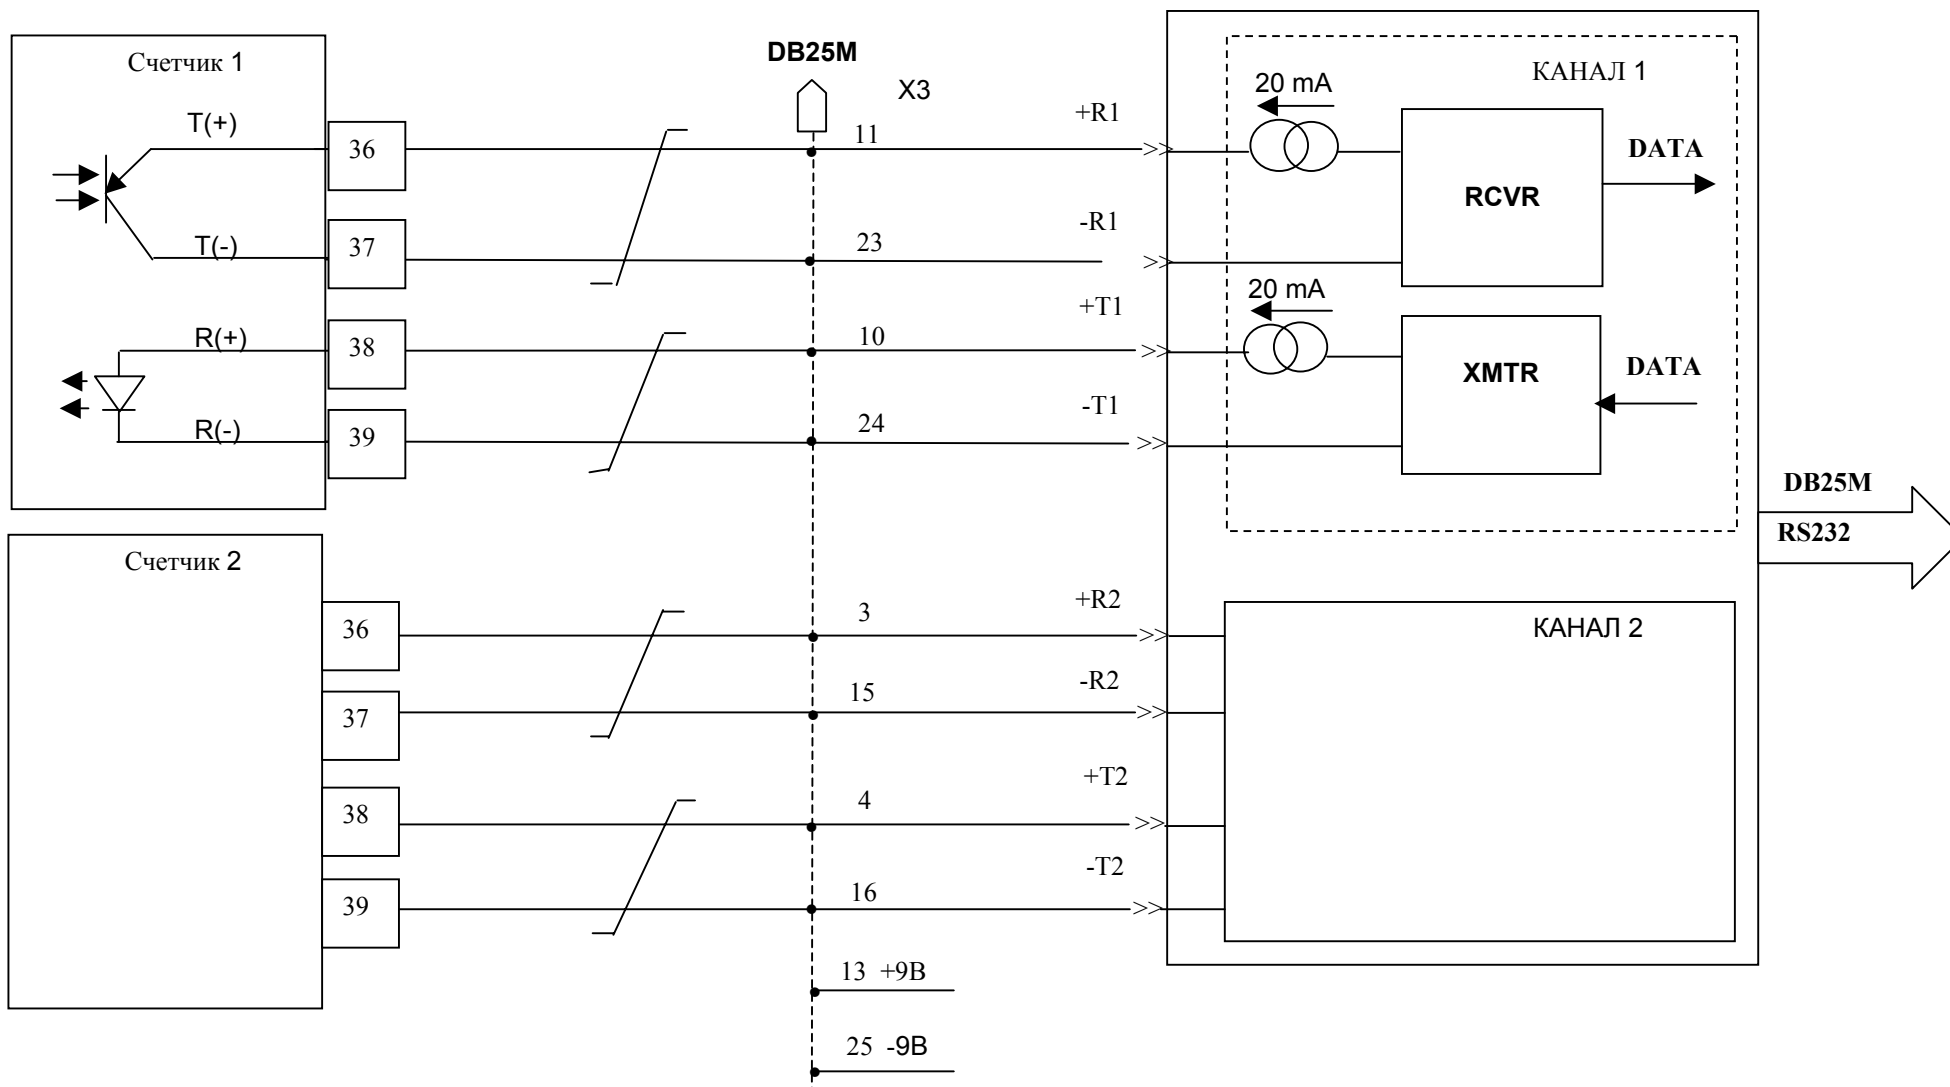 Счетчик 1
DB25M
X3
КАНАЛ 1
20 mA
T(+)
36
11
+R1
RCVR
DATA
T(-)
37
23
-R1
20 mA
R(+)
38
10
+T1
XMTR
DATA
R(-)
39
24
-T1
DB25M
RS232
Счетчик 2
36
3
+R2
КАНАЛ 2
37
15
-R2
38
4
+T2
39
16
-T2
13 +9В
25 -9В